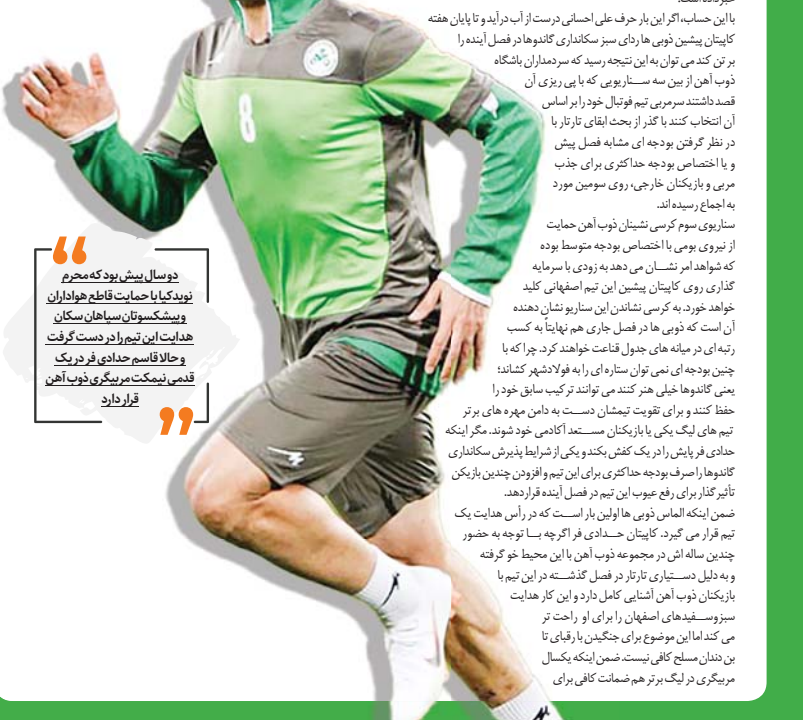 با این حساب، اگر این بار حرف علی احسانی درست از آب درآید و تا پایان هفته
کاپیتان پیشین ذوبی ها ردای سبز سکانداری گاندوها در فصل آینده را
بر تن کند می توان به این نتیجه رسید که سردمداران باشگاه
ذوب آهن از بین سه سناریویی که با پی ریزی آن
قصد داشتند سرمربی تیم فوتبال خود را بر اساس
آن انتخاب کنند با گذر از بحث ابقای تارتار با
در نظر گرفتن بودجه ای مشابه فصل پیش
و یا اختصاص بودجه حداکثری برای جذب
مربی و بازیکنان خارجی، روی سومین مورد
به اجماع رسیده اند.
سناریوی سوم کرسی نشینان ذوب آهن حمایت
از نیروی بومی با اختصاص بودجه متوسط بوده
که شواهد امر نشان می دهد به زودی با سرمایه
گذاری روی کاپیتان پیشین این تیم اصفهانی کلید
خواهد خورد. به کرسی نشاندن این سناریو نشان دهنده
آن است که ذوبی ها در فصل جاری هم نهایتاً به کسب
رتبه ای در میانه های جدول قناعت خواهند کرد. چرا که با
چنین بودجه ای نمی توان ستاره ای را به فولادشهر کشاند؛
یعنی گاندوها خیلی هنر کنند می توانند ترکیب سابق خود را
حفظ کنند و برای تقویت تیمشان دست به دامن مهره های برتر
تیم های لیگ یکی یا بازیکنان مستعد آکادمی خود شوند. مگر اینکه
حدادی فر پایش را در یک کفش بکند و یکی از شرایط پذیرش سکانداری
گاندوها را صرف بودجه حداکثری برای این تیم و افزودن چندین بازیکن
تأثیر گذار برای رفع عیوب این تیم در فصل آینده قرار دهد.
ضمن اینکه الماس ذوبی ها اولین بار است که در رأس هدایت یک
تیم قرار می گیرد. کاپیتان حدادی فر اگرچه با توجه به حضور
چندین ساله اش در مجموعه ذوب آهن با این محیط خو گرفته
و به دلیل دستیاری تارتار در فصل گذشته در این تیم با
بازیکنان ذوب آهن آشنایی کامل دارد و این کار هدایت
سبزوسفیدهای اصفهان را برای او راحت تر
می کند اما این موضوع برای جنگیدن با رقبای تا
بن دندان مسلح کافی نیست. ضمن اینکه یکسال
مربیگری در لیگ برتر هم ضمانت کافی برای
دو سال پیش بود که محرم
نویدکیا با حمایت قاطع هواداران
و پیشکسوتان سپاهان سکان
هدایت این تیم را در دست گرفت
و حالا قاسم حدادی فر در یک
قدمی نیمکت مربیگری ذوب آهن
قرار دارد
8